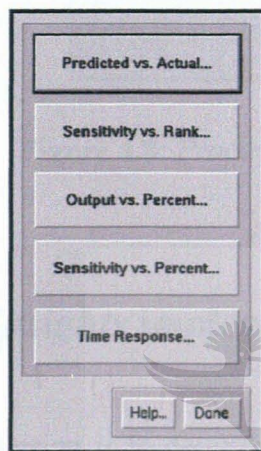 Predicted vs. Actual...
Sensitivity vs. Rank...
Output vs. Percent...
Sensitivity vs. Percent...
Time Response...
Help... Done